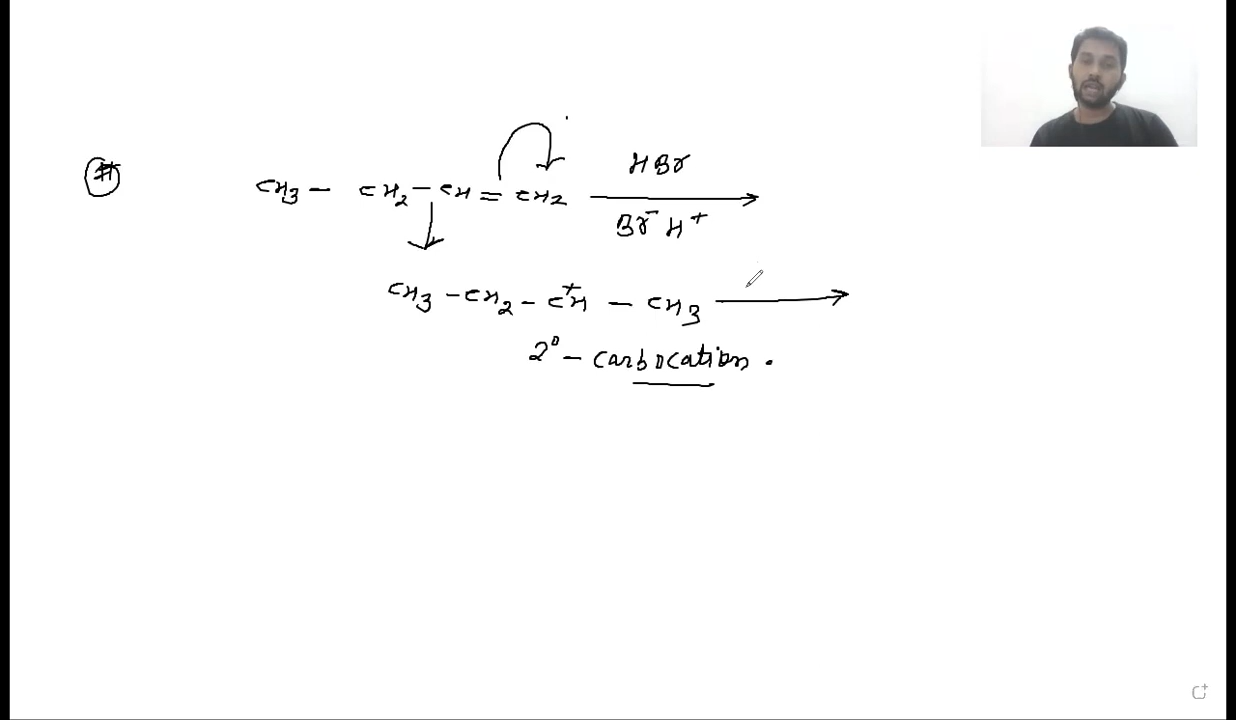 # CH3 - CH2 - CH = CH2 HBr
Br- H+
CH3 - CH2 - C+H - CH3
2° - carbocation .
C+